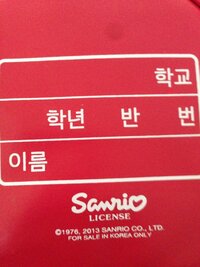 학교
학년 반 번
이름
Sanrio
LICENSE
©1976, 2013 SANRIO CO., LTD.
FOR SALE IN KOREA ONLY